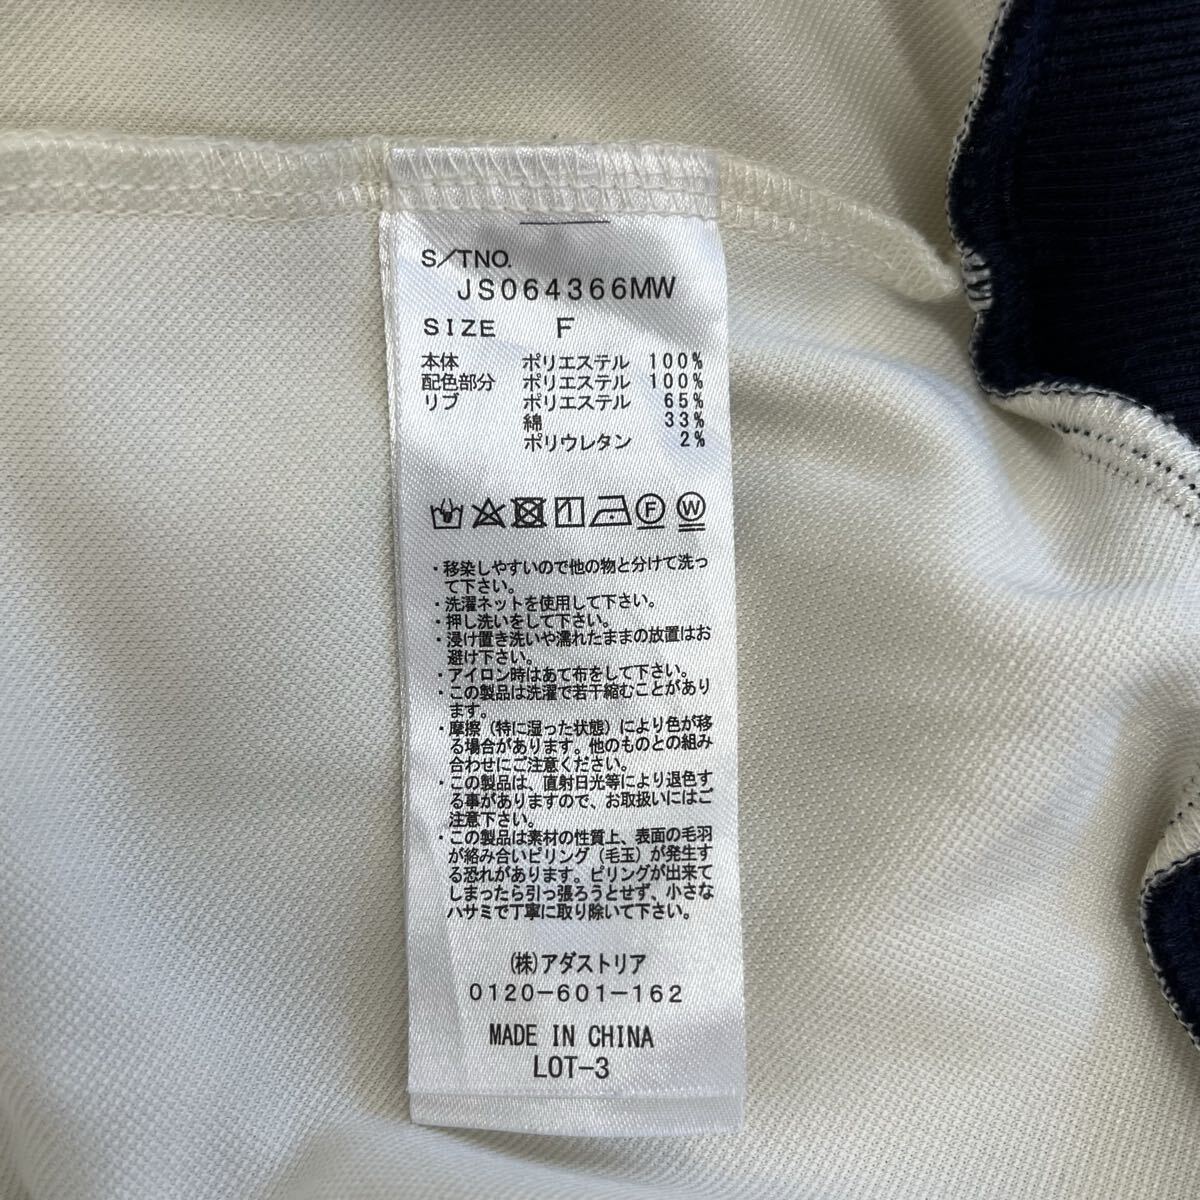 S/TNO.
JS064366MW
SIZE F
本体 ポリエステル 100%
配色部分 ポリエステル 100%
リブ ポリエステル 65%
綿 33%
ポリウレタン 2%
F W
・移染しやすいので他の物と分けて洗っ
て下さい。
・洗濯ネットを使用して下さい。
・押し洗いをして下さい。
・浸け置き洗いや濡れたままの放置はお
避け下さい。
・アイロン時はあて布をして下さい。
・この製品は洗濯で若干縮むことがあり
ます。
・摩擦(特に湿った状態)により色が移
る場合があります。他のものとの組み
合わせにご注意ください。
・この製品は、直射日光等により退色す
る事がありますので、お取扱いにはご
注意下さい。
・この製品は素材の性質上、表面の毛羽
が絡み合いピリング(毛玉)が発生す
る恐れがあります。ピリングが出来て
しまったら引っ張ろうとせず、小さな
ハサミで丁寧に取り除いて下さい。
(株)アダストリア
0120-601-162
MADE IN CHINA
LOT-3